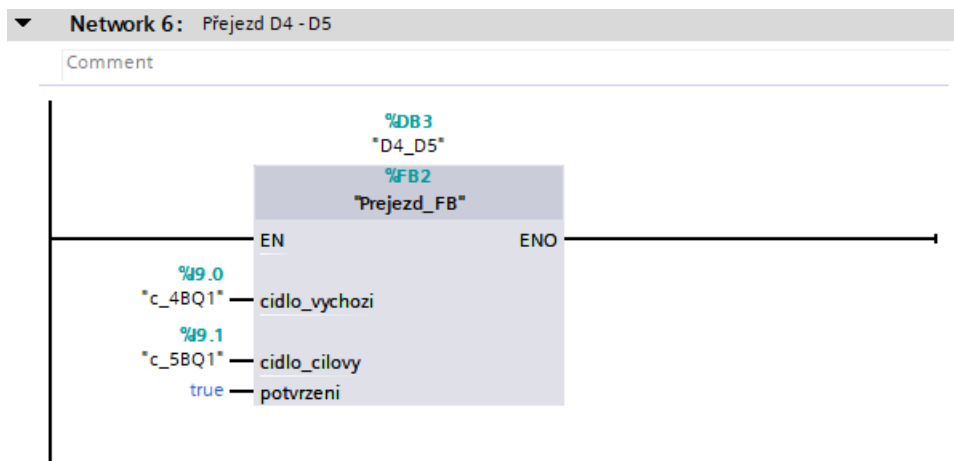 Network 6: Přejezd D4 - D5
Comment
%DB3
"D4_D5"
%FB2
"Prejezd_FB"
EN ENO
%I9.0
"c_4BQ1" cidlo_vychozi
%I9.1
"c_5BQ1" cidlo_cilovy
true potvrzeni